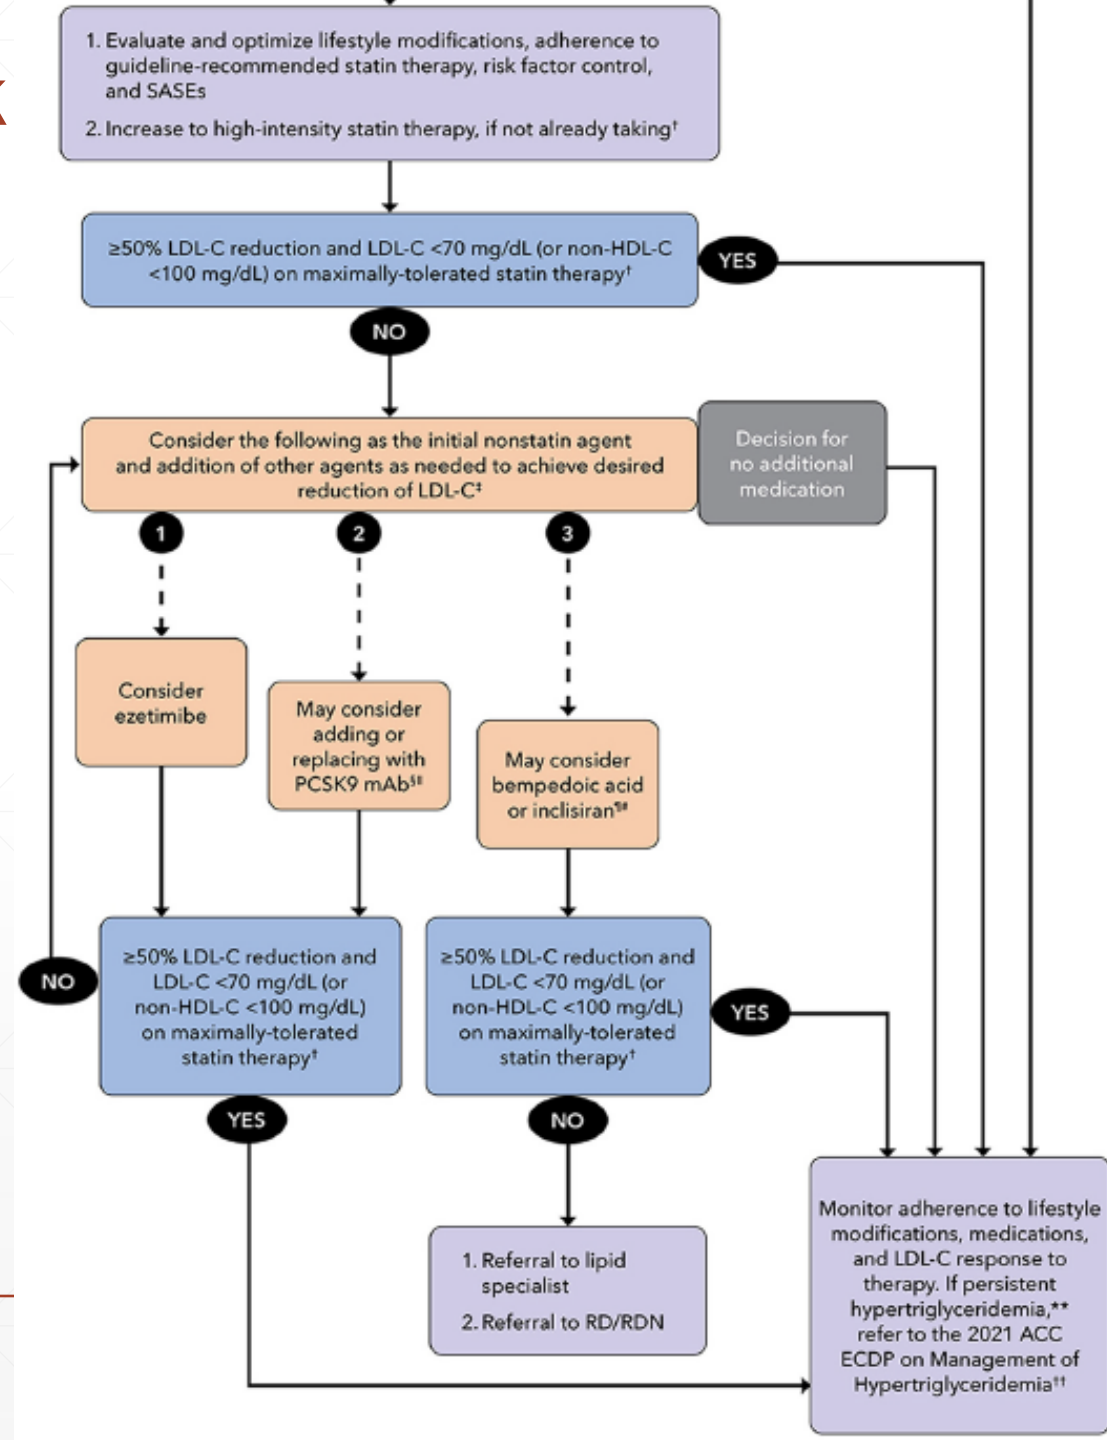 1. Evaluate and optimize lifestyle modifications, adherence to
guideline-recommended statin therapy, risk factor control,
and SASEs
2. Increase to high-intensity statin therapy, if not already taking†
≥50% LDL-C reduction and LDL-C <70 mg/dL (or non-HDL-C
<100 mg/dL) on maximally-tolerated statin therapy†
YES
NO
Consider the following as the initial nonstatin agent
and addition of other agents as needed to achieve desired
reduction of LDL-C‡
Decision for
no additional
medication
1
2
3
Consider
ezetimibe
May consider
adding or
replacing with
PCSK9 mAb§‖
May consider
bempedoic acid
or inclisiran¶#
≥50% LDL-C reduction and
LDL-C <70 mg/dL (or
non-HDL-C <100 mg/dL)
on maximally-tolerated
statin therapy†
NO
YES
≥50% LDL-C reduction and
LDL-C <70 mg/dL (or
non-HDL-C <100 mg/dL)
on maximally-tolerated
statin therapy†
YES
NO
1. Referral to lipid
specialist
2. Referral to RD/RDN
Monitor adherence to lifestyle
modifications, medications,
and LDL-C response to
therapy. If persistent
hypertriglyceridemia,**
refer to the 2021 ACC
ECDP on Management of
Hypertriglyceridemia††